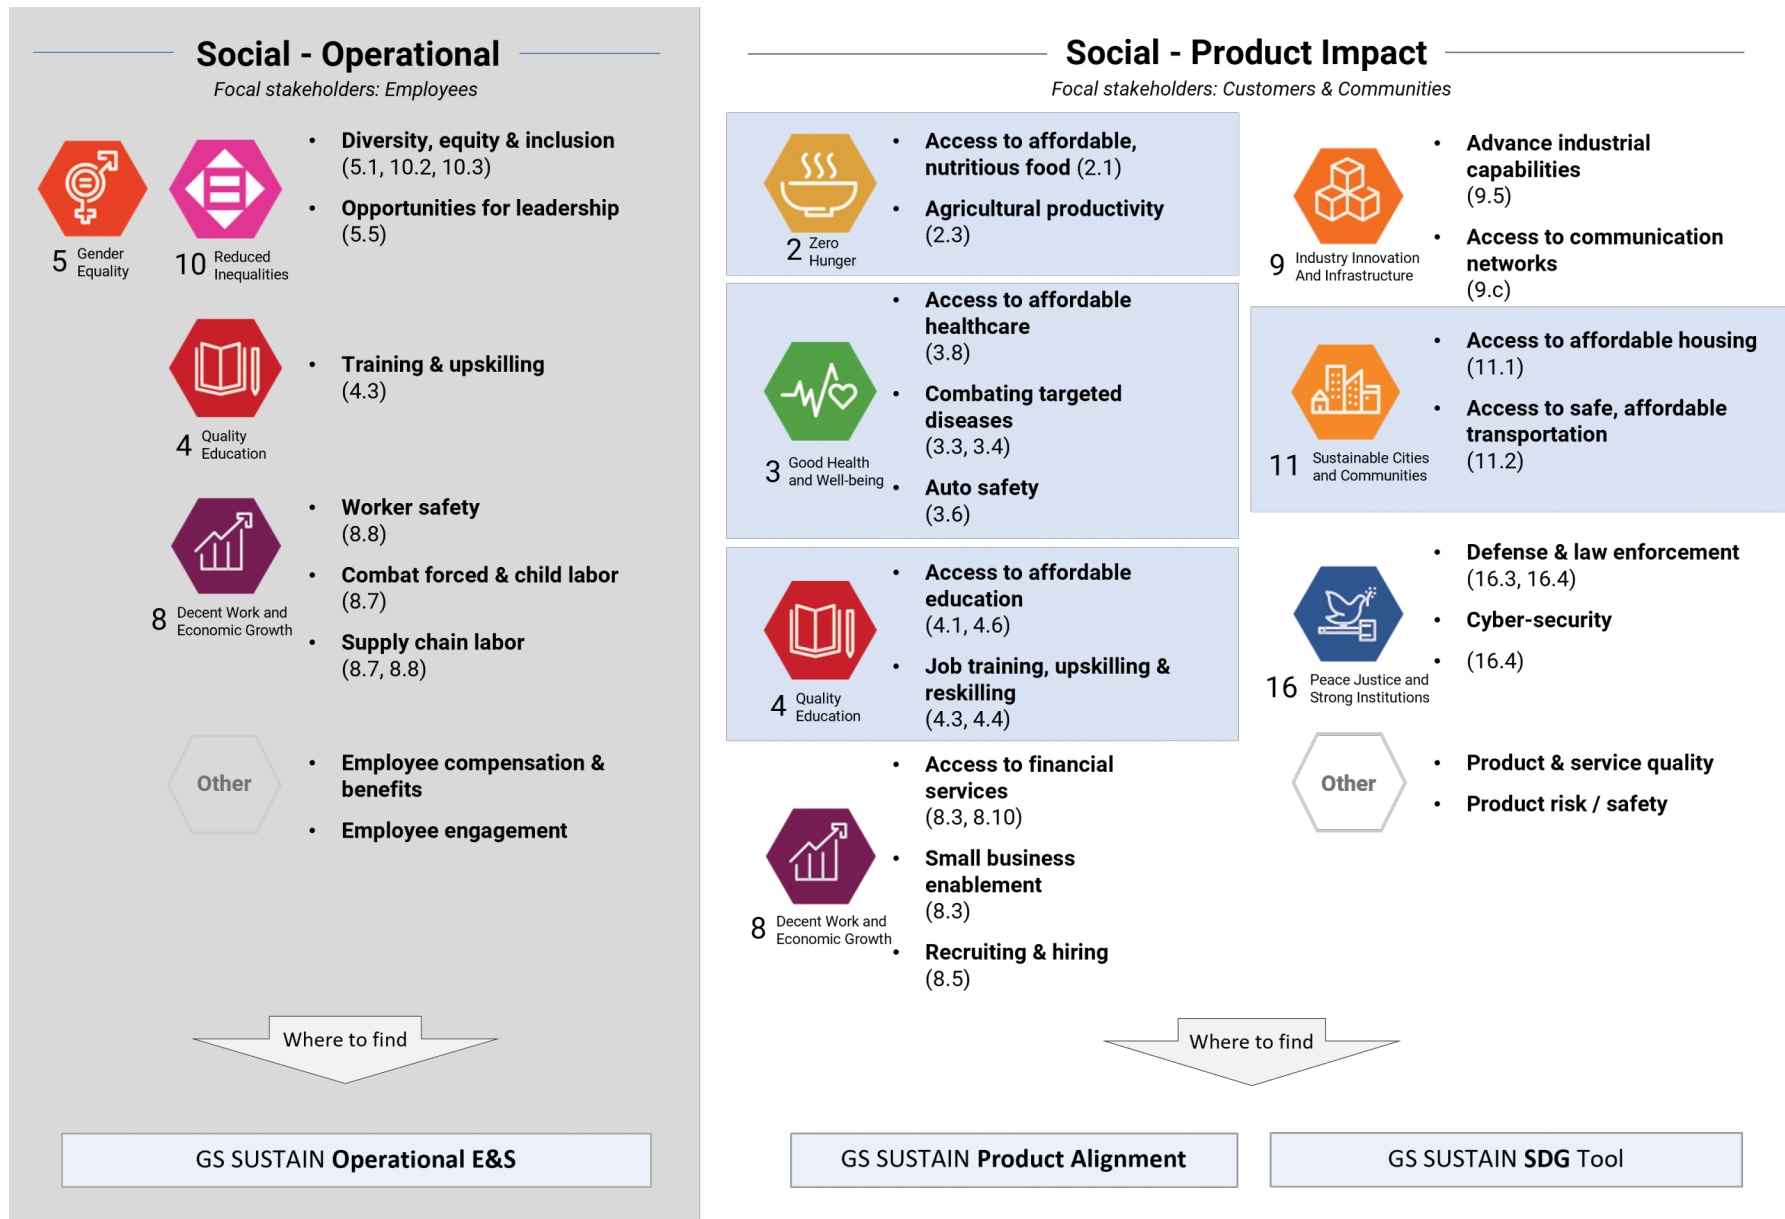 Social - Operational
Focal stakeholders: Employees
5 Gender
Equality
10 Reduced
Inequalities
• Diversity, equity & inclusion
(5.1, 10.2, 10.3)
• Opportunities for leadership
(5.5)
4 Quality
Education
• Training & upskilling
(4.3)
8 Decent Work and
Economic Growth
• Worker safety
(8.8)
• Combat forced & child labor
(8.7)
• Supply chain labor
(8.7, 8.8)
Other
• Employee compensation &
benefits
• Employee engagement
Where to find
GS SUSTAIN Operational E&S
Social - Product Impact
Focal stakeholders: Customers & Communities
2 Zero
Hunger
• Access to affordable,
nutritious food (2.1)
• Agricultural productivity
(2.3)
3 Good Health
and Well-being
• Access to affordable
healthcare
(3.8)
• Combating targeted
diseases
(3.3, 3.4)
• Auto safety
(3.6)
4 Quality
Education
• Access to affordable
education
(4.1, 4.6)
• Job training, upskilling &
reskilling
(4.3, 4.4)
8 Decent Work and
Economic Growth
• Access to financial
services
(8.3, 8.10)
• Small business
enablement
(8.3)
• Recruiting & hiring
(8.5)
9 Industry Innovation
And Infrastructure
• Advance industrial
capabilities
(9.5)
• Access to communication
networks
(9.c)
11 Sustainable Cities
and Communities
• Access to affordable housing
(11.1)
• Access to safe, affordable
transportation
(11.2)
16 Peace Justice and
Strong Institutions
• Defense & law enforcement
(16.3, 16.4)
• Cyber-security
• (16.4)
Other
• Product & service quality
• Product risk / safety
Where to find
GS SUSTAIN Product Alignment
GS SUSTAIN SDG Tool